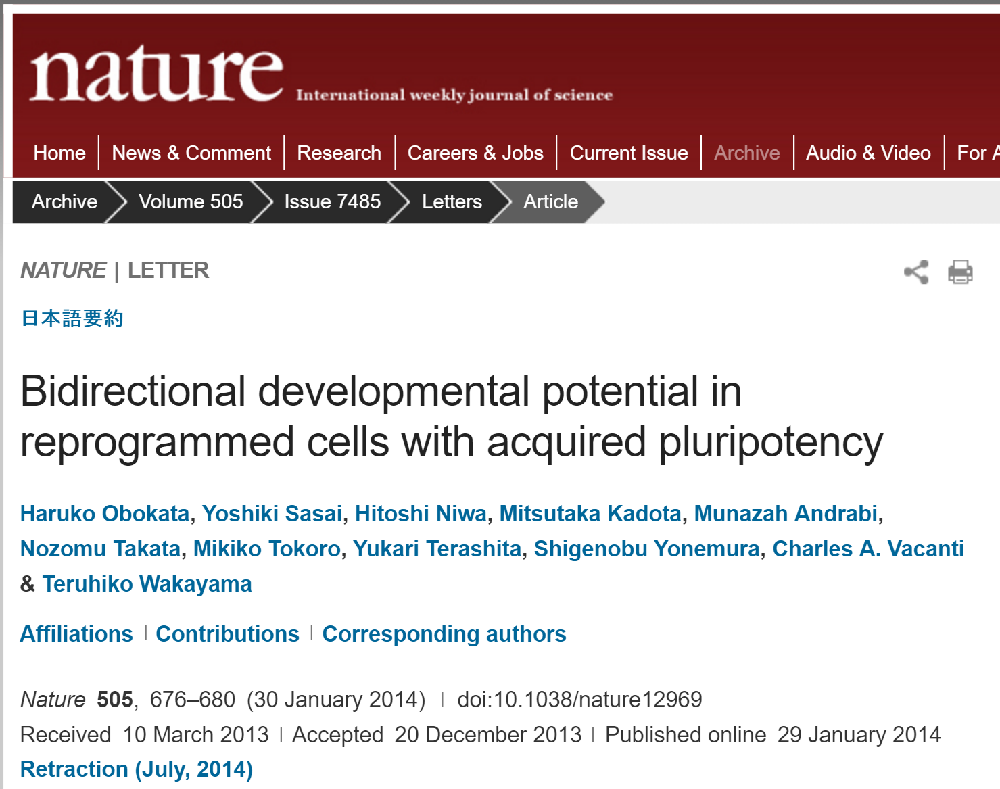 nature International weekly journal of science
Home News & Comment Research Careers & Jobs Current Issue Archive Audio & Video For A
Archive Volume 505 Issue 7485 Letters Article
NATURE | LETTER
日本語要約
Bidirectional developmental potential in
reprogrammed cells with acquired pluripotency
Haruko Obokata, Yoshiki Sasai, Hitoshi Niwa, Mitsutaka Kadota, Munazah Andrabi,
Nozomu Takata, Mikiko Tokoro, Yukari Terashita, Shigenobu Yonemura, Charles A. Vacanti
& Teruhiko Wakayama
Affiliations | Contributions | Corresponding authors
Nature 505, 676–680 (30 January 2014) | doi:10.1038/nature12969
Received 10 March 2013 | Accepted 20 December 2013 | Published online 29 January 2014
Retraction (July, 2014)